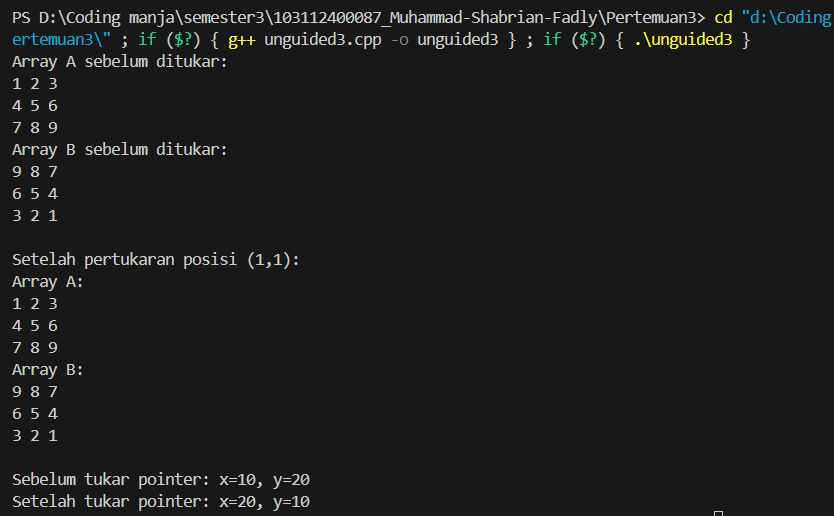 PS D:\Coding manja\semester3\103112400087_Muhammad-Shabrian-Fadly\Pertemuan3> cd "d:\Coding
ertemuan3\" ; if ($?) { g++ unguided3.cpp -o unguided3 } ; if ($?) { .\unguided3 }
Array A sebelum ditukar:
1 2 3
4 5 6
7 8 9
Array B sebelum ditukar:
9 8 7
6 5 4
3 2 1
Setelah pertukaran posisi (1,1):
Array A:
1 2 3
4 5 6
7 8 9
Array B:
9 8 7
6 5 4
3 2 1
Sebelum tukar pointer: x=10, y=20
Setelah tukar pointer: x=20, y=10